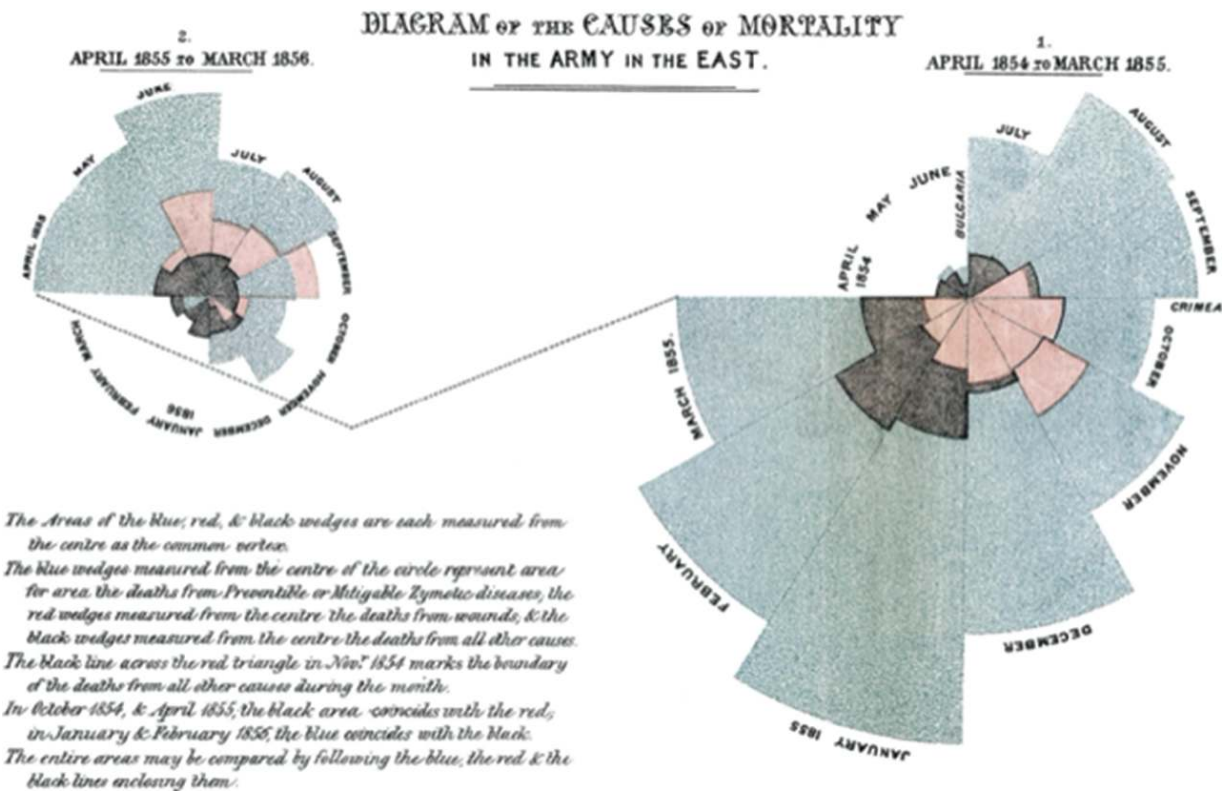 DIAGRAM OF THE CAUSES OF MORTALITY
IN THE ARMY IN THE EAST.
2.
APRIL 1855 TO MARCH 1856.
1.
APRIL 1854 TO MARCH 1855.
APRIL 1855
MAY
JUNE
JULY
AUGUST
SEPTEMBER
OCTOBER
NOVEMBER
DECEMBER
JANUARY
1856
FEBRUARY
MARCH
APRIL
1854
MAY
JUNE
BULGARIA
JULY
AUGUST
SEPTEMBER
CRIMEA
OCTOBER
NOVEMBER
DECEMBER
JANUARY 1855
FEBRUARY
MARCH 1855.
The Areas of the blue, red, & black wedges are each measured from
the centre as the common vertex.
The blue wedges measured from the centre of the circle represent area
for area the deaths from Preventible or Mitigable Zymotic diseases, the
red wedges measured from the centre the deaths from wounds, & the
black wedges measured from the centre the deaths from all other causes.
The black line across the red triangle in Novr. 1854 marks the boundary
of the deaths from all other causes during the month.
In October 1854, & April 1855, the black area coincides with the red,
in January & February 1856, the blue coincides with the black.
The entire areas may be compared by following the blue, the red & the
black lines enclosing them.